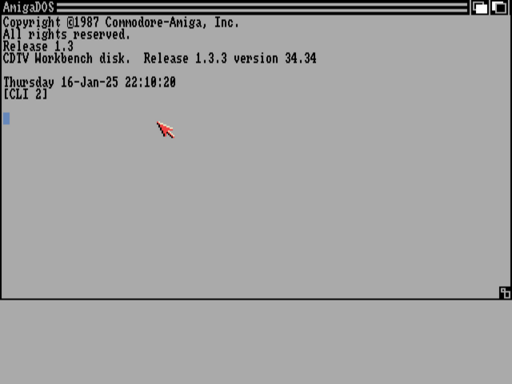 AmigaDOS
Copyright ©1987 Commodore-Amiga, Inc.
All rights reserved.
Release 1.3
CDTV Workbench disk.  Release 1.3.3 version 34.34
Thursday 16-Jan-25 22:10:20
[CLI 2]